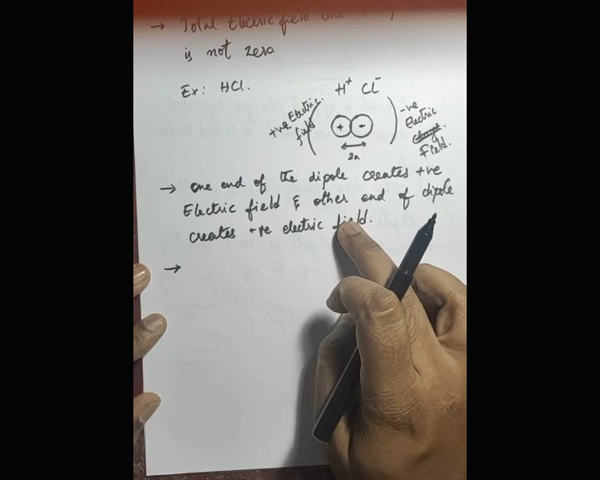 → Total Electric field
is not zero.
Ex: HCl.
H⁺ Cl⁻
+ve Electric field
+ -
-ve Electric Field.
2a
→ One end of the dipole creates +ve
Electric field & other end of dipole
creates +ve electric field.
→